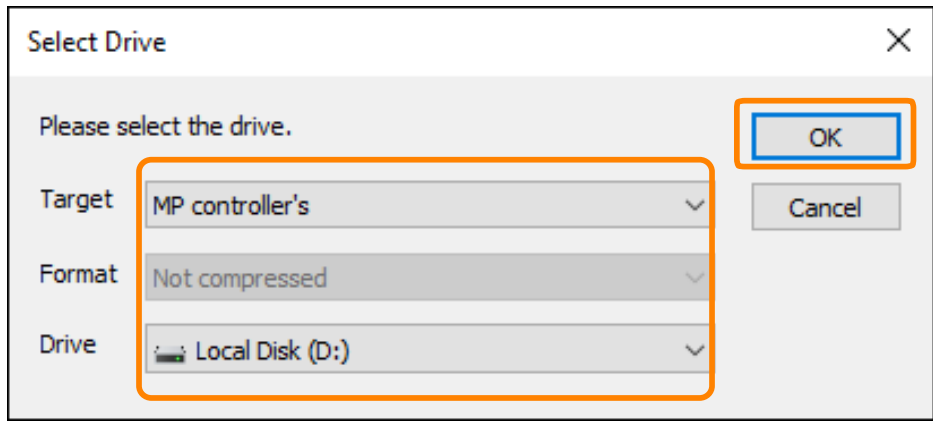 Select Drive
Please select the drive.
OK
Target MP controller's
Cancel
Format Not compressed
Drive Local Disk (D:)